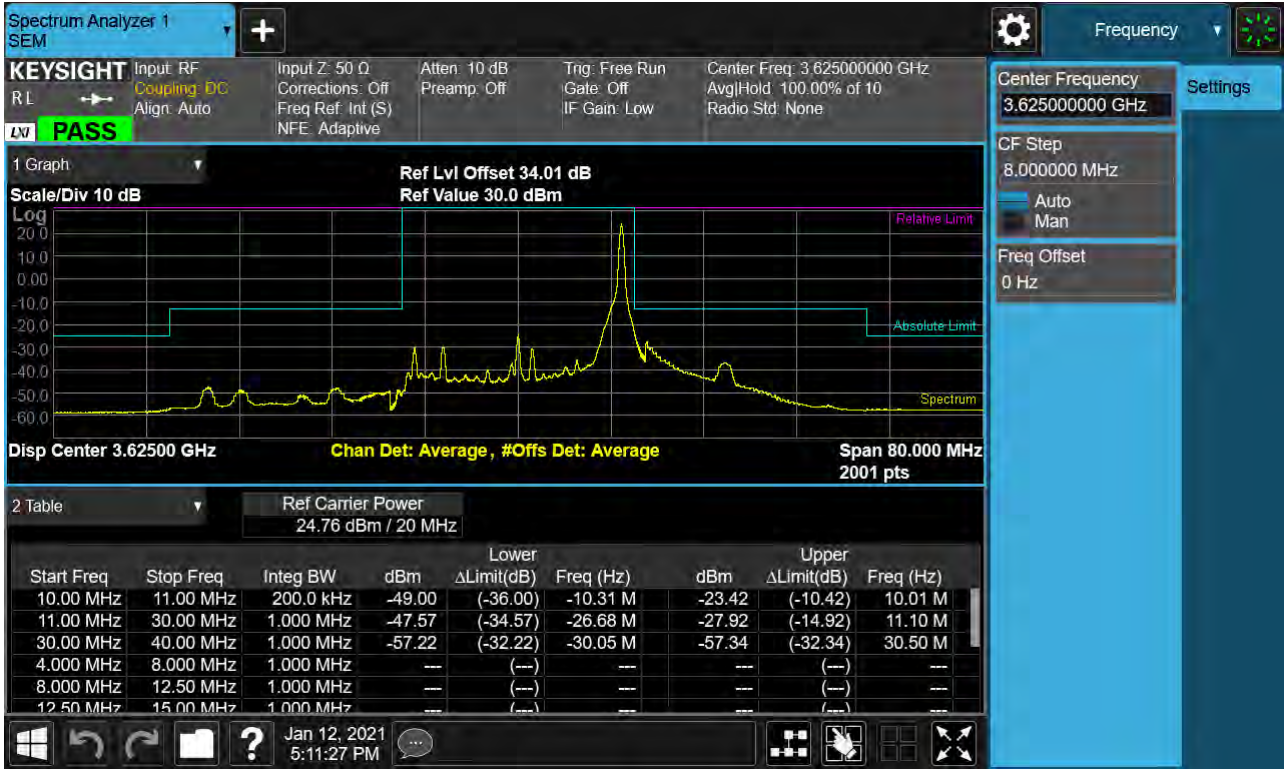 Spectrum Analyzer 1
SEM
Frequency
KEYSIGHT
R L
LXI
PASS
Input: RF
Coupling: DC
Align: Auto
Input Z: 50 Ω
Corrections: Off
Freq Ref: Int (S)
NFE: Adaptive
Atten: 10 dB
Preamp: Off
Trig: Free Run
Gate: Off
IF Gain: Low
Center Freq: 3.625000000 GHz
Avg|Hold: 100.00% of 10
Radio Std: None
Center Frequency
3.625000000 GHz
Settings
CF Step
8.000000 MHz
Auto
Man
Freq Offset
0 Hz
1 Graph
Scale/Div 10 dB
Ref Lvl Offset 34.01 dB
Ref Value 30.0 dBm
Log
20.0
10.0
0.00
-10.0
-20.0
-30.0
-40.0
-50.0
-60.0
Relative Limit
Absolute Limit
Spectrum
Disp Center 3.62500 GHz
Chan Det: Average, #Offs Det: Average
Span 80.000 MHz
2001 pts
2 Table
Ref Carrier Power
24.76 dBm / 20 MHz
Lower Upper
Start Freq Stop Freq Integ BW dBm ΔLimit(dB) Freq (Hz) dBm ΔLimit(dB) Freq (Hz)
10.00 MHz 11.00 MHz 200.0 kHz -49.00 (-36.00) -10.31 M -23.42 (-10.42) 10.01 M
11.00 MHz 30.00 MHz 1.000 MHz -47.57 (-34.57) -26.68 M -27.92 (-14.92) 11.10 M
30.00 MHz 40.00 MHz 1.000 MHz -57.22 (-32.22) -30.05 M -57.34 (-32.34) 30.50 M
4.000 MHz 8.000 MHz 1.000 MHz --- (---) --- --- (---) ---
8.000 MHz 12.50 MHz 1.000 MHz --- (---) --- --- (---) ---
12.50 MHz 15.00 MHz 1.000 MHz --- (---) --- --- (---) ---
?
Jan 12, 2021
5:11:27 PM